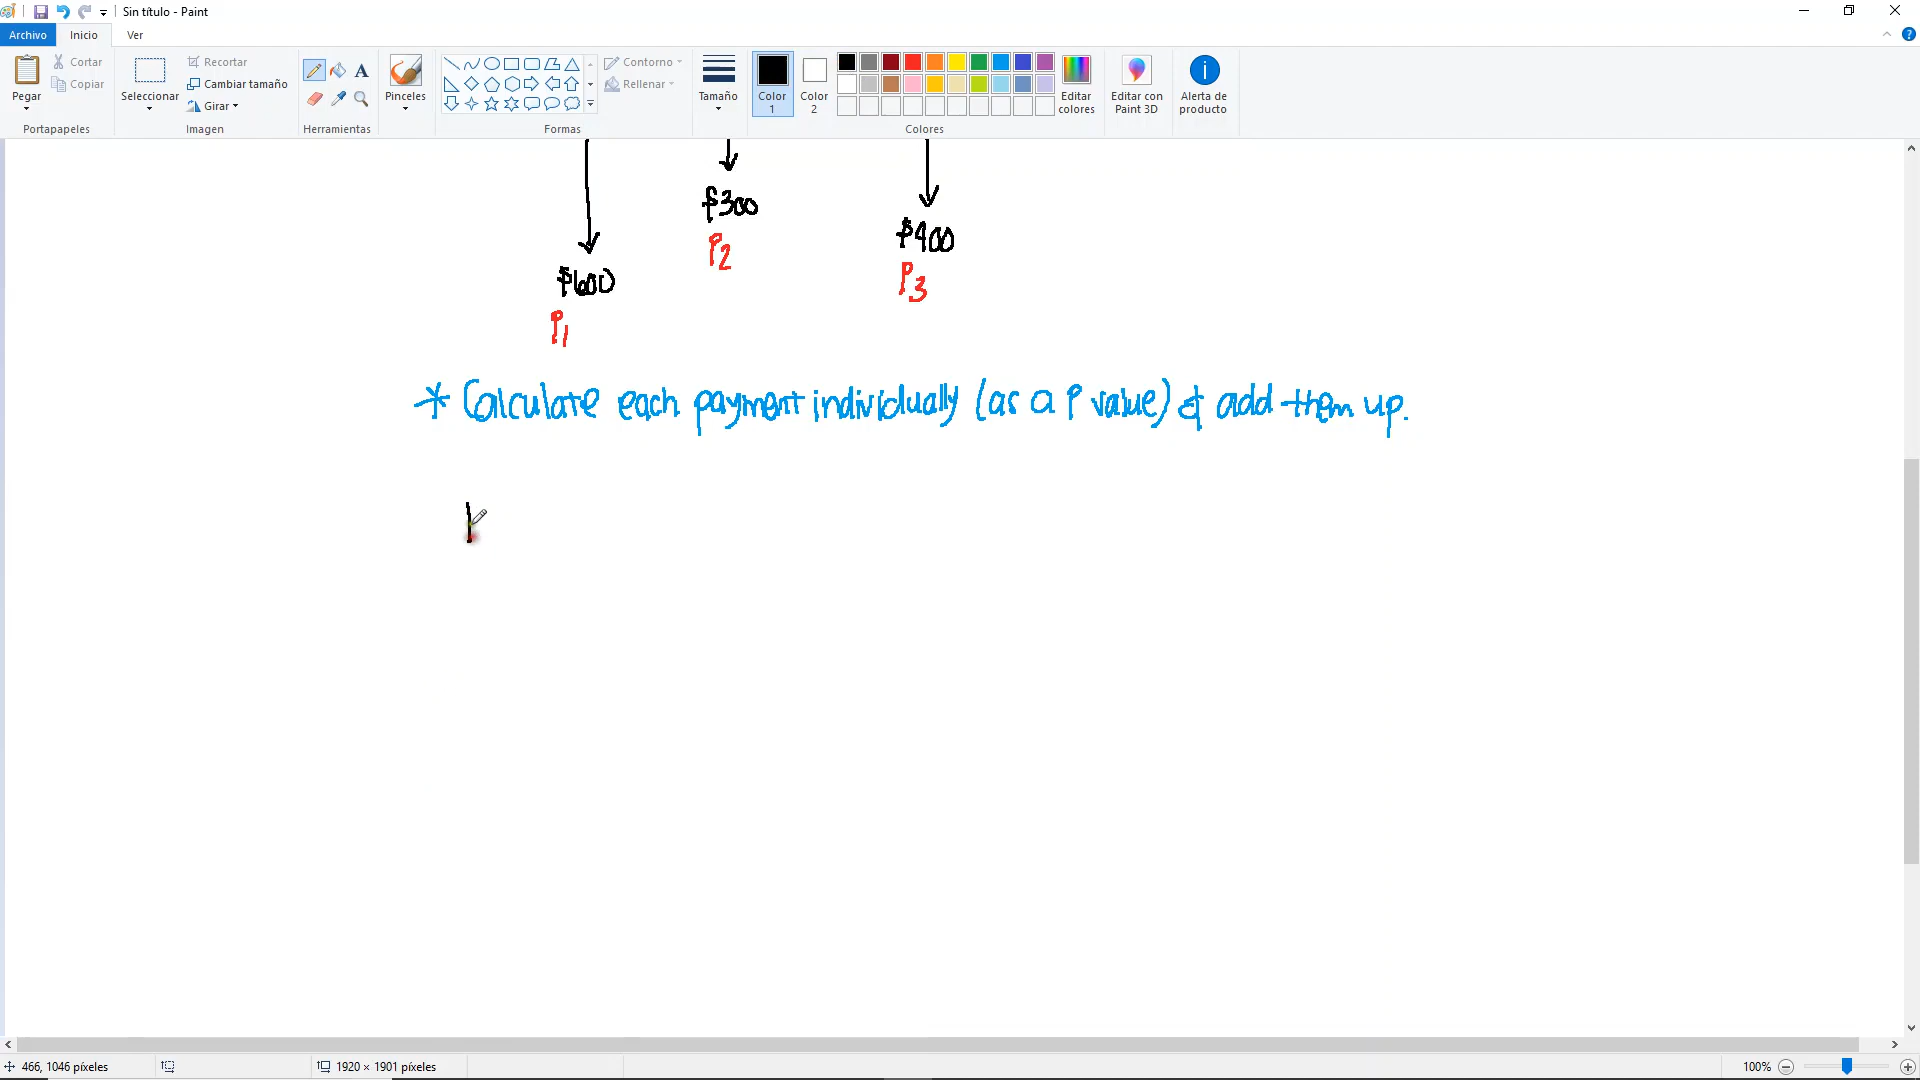 Sin título - Paint
Archivo Inicio Ver
Pegar Cortar Copiar Portapapeles
Seleccionar Recortar Cambiar tamaño Girar Imagen
Herramientas
Pinceles
Contorno Rellenar Formas
Tamaño
Color 1 Color 2 Colores
Editar colores
Editar con Paint 3D
Alerta de producto
$300
P2
$400
P3
$600
P1
* Calculate each payment individually (as a P value) & add them up.
466, 1046 píxeles 1920 × 1901 píxeles 100%